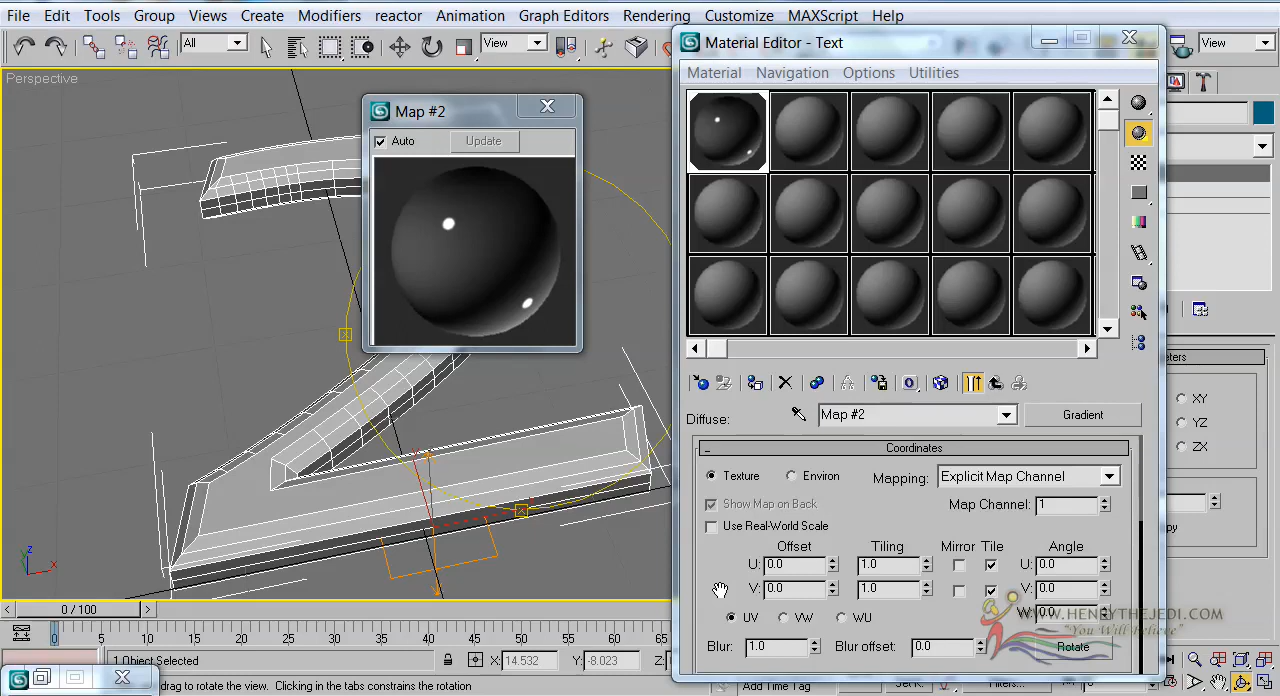 File Edit Tools Group Views Create Modifiers reactor Animation Graph Editors Rendering Customize MAXScript Help
All
View
View
Perspective
Map #2
Auto Update
Material Editor - Text
Material Navigation Options Utilities
Diffuse: Map #2 Gradient
- Coordinates
Texture Environ Mapping: Explicit Map Channel
Show Map on Back Map Channel: 1
Use Real-World Scale
Offset Tiling Mirror Tile Angle
U: 0.0 1.0 U: 0.0
V: 0.0 1.0 V: 0.0
W: 0.0
UV VW WU
Blur: 1.0 Blur offset: 0.0 Rotate
XY
YZ
ZX
WWW.HENRYTHEJEDI.COM
"You Will Believe"
z
y
x
0 / 100
0 5 10 15 20 25 30 35 40 45 50 55 60 65
1 Object Selected X: 14.532 Y: -8.023 Z:
drag to rotate the view. Clicking in the tabs constrains the rotation
Add Time Tag